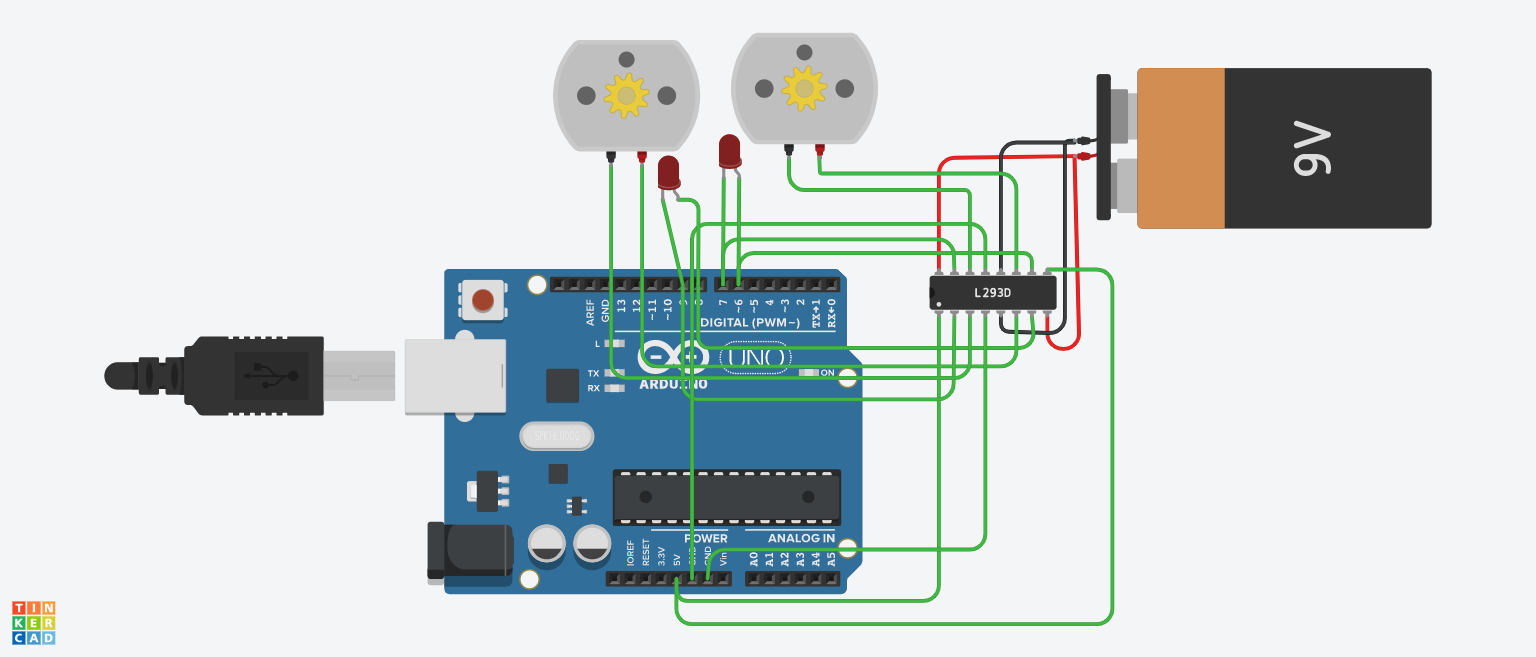 9V
L293D
AREF
GND
13
12
~11
~10
9
8
7
~6
~5
4
~3
2
TX→1
RX←0
DIGITAL (PWM~)
L
TX
RX
UNO
ON
ARDUINO
POWER
ANALOG IN
IOREF
RESET
3.3V
5V
GND
GND
Vin
A0
A1
A2
A3
A4
A5
TIN
KER
CAD